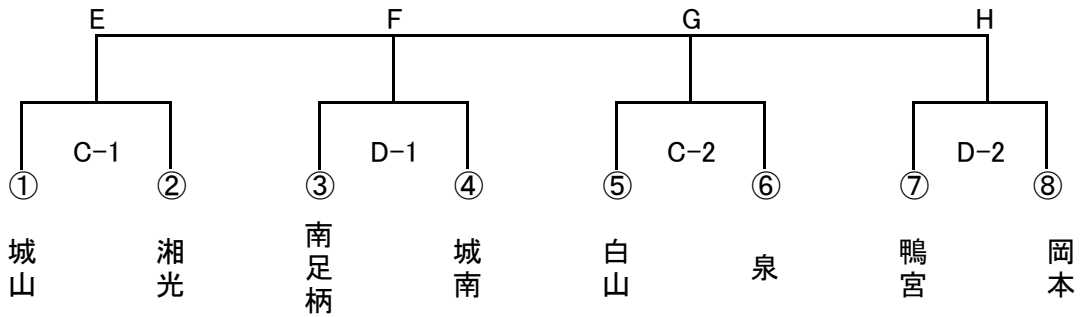 E F G H
C-1 D-1 C-2 D-2
① ② ③ ④ ⑤ ⑥ ⑦ ⑧
城山
湘光
南足柄
城南
白山
泉
鴨宮
岡本